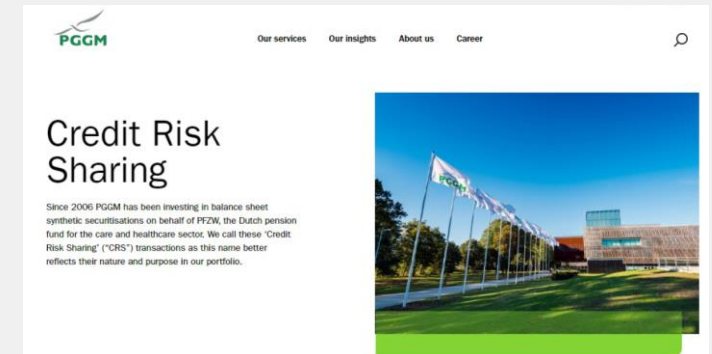 PGGM
Our services Our insights About us Career
Credit Risk
Sharing
Since 2006 PGGM has been investing in balance sheet
synthetic securitisations on behalf of PFZW, the Dutch pension
fund for the care and healthcare sector. We call these ‘Credit
Risk Sharing’ (“CRS”) transactions as this name better
reflects their nature and purpose in our portfolio.
PGGM